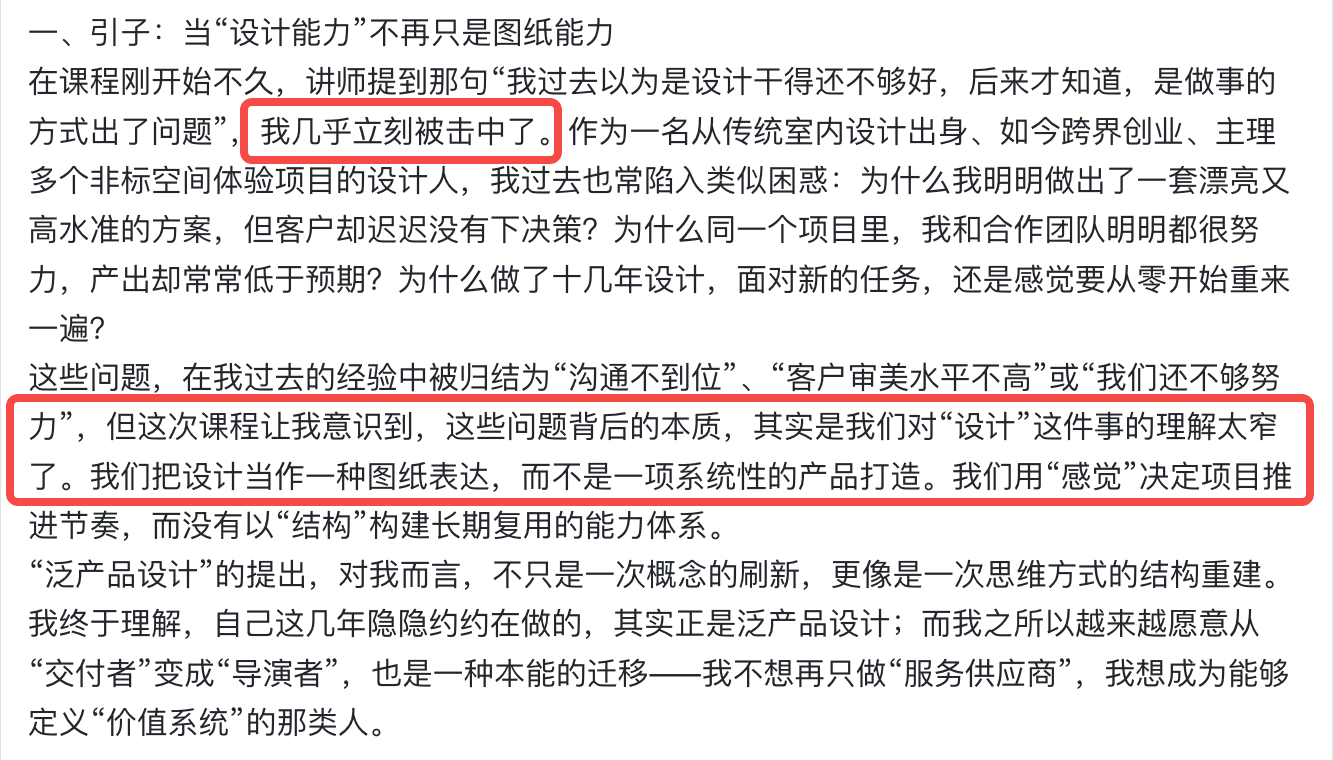 一、引子：当“设计能力”不再只是图纸能力
在课程刚开始不久，讲师提到那句“我过去以为是设计干得还不够好，后来才知道，是做事的
方式出了问题”，我几乎立刻被击中了。作为一名从传统室内设计出身、如今跨界创业、主理
多个非标空间体验项目的设计人，我过去也常陷入类似困惑：为什么我明明做出了一套漂亮又
高水准的方案，但客户却迟迟没有下决策？为什么同一个项目里，我和合作团队明明都很努
力，产出却常常低于预期？为什么做了十几年设计，面对新的任务，还是感觉要从零开始重来
一遍？
这些问题，在我过去的经验中被归结为“沟通不到位”、“客户审美水平不高”或“我们还不够努
力”，但这次课程让我意识到，这些问题背后的本质，其实是我们对“设计”这件事的理解太窄
了。我们把设计当作一种图纸表达，而不是一项系统性的产品打造。我们用“感觉”决定项目推
进节奏，而没有以“结构”构建长期复用的能力体系。
“泛产品设计”的提出，对我而言，不只是一次概念的刷新，更像是一次思维方式的结构重建。
我终于理解，自己这几年隐隐约约在做的，其实正是泛产品设计；而我之所以越来越愿意从
“交付者”变成“导演者”，也是一种本能的迁移——我不想再只做“服务供应商”，我想成为能够
定义“价值系统”的那类人。